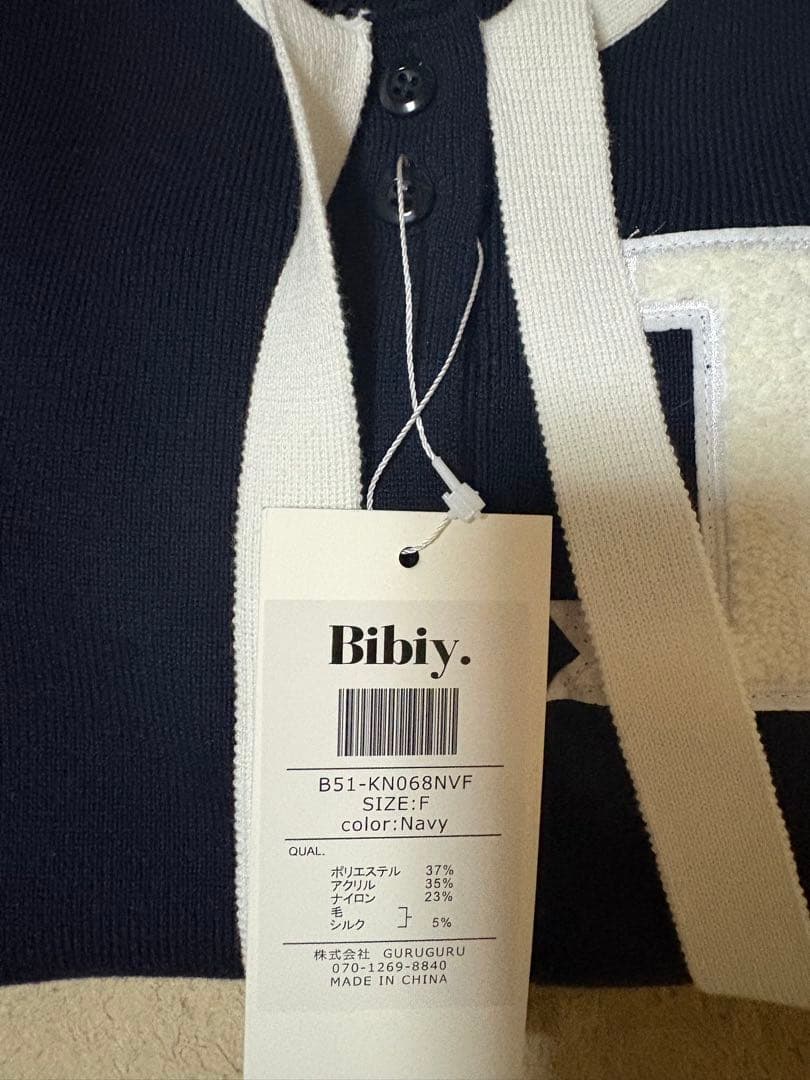 Bibiy.
B51-KN068NVF
SIZE:F
color:Navy
QUAL.
ポリエステル 37%
アクリル 35%
ナイロン 23%
毛
シルク 5%
株式会社 GURUGURU
070-1269-8840
MADE IN CHINA